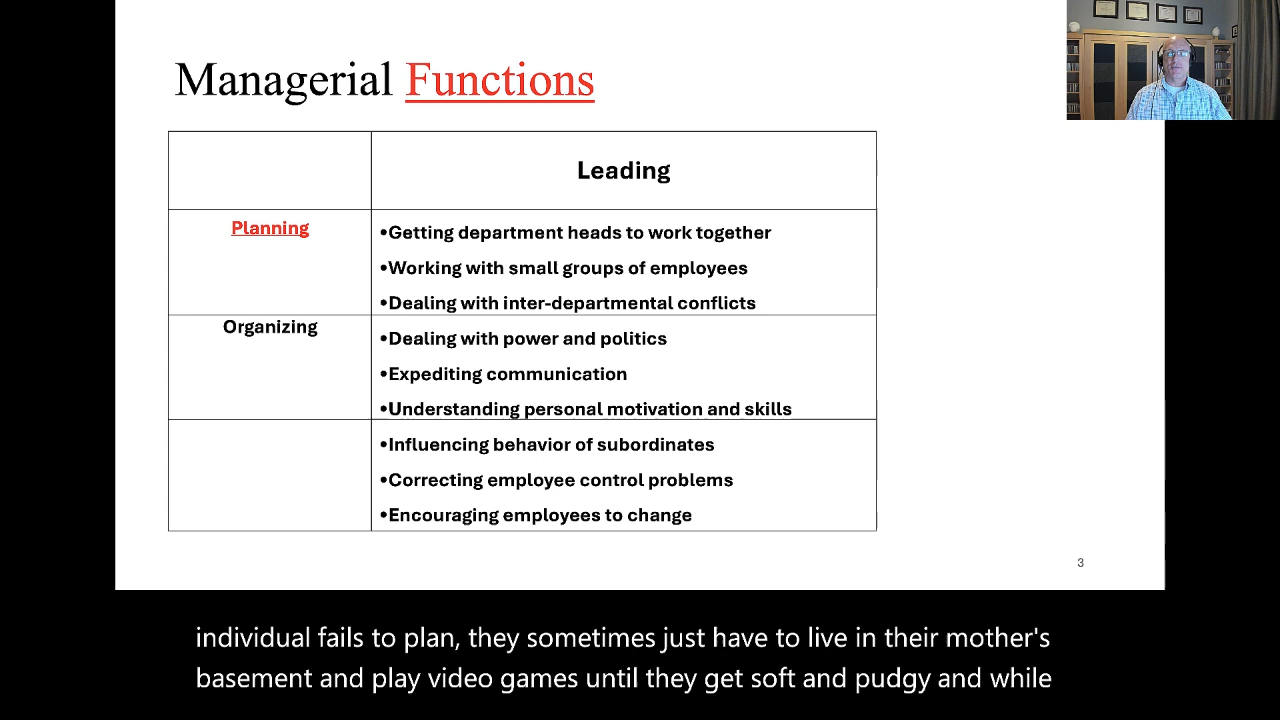 Managerial Functions
Leading
Planning
•Getting department heads to work together
•Working with small groups of employees
•Dealing with inter-departmental conflicts
Organizing
•Dealing with power and politics
•Expediting communication
•Understanding personal motivation and skills
•Influencing behavior of subordinates
•Correcting employee control problems
•Encouraging employees to change
3
individual fails to plan, they sometimes just have to live in their mother's
basement and play video games until they get soft and pudgy and while